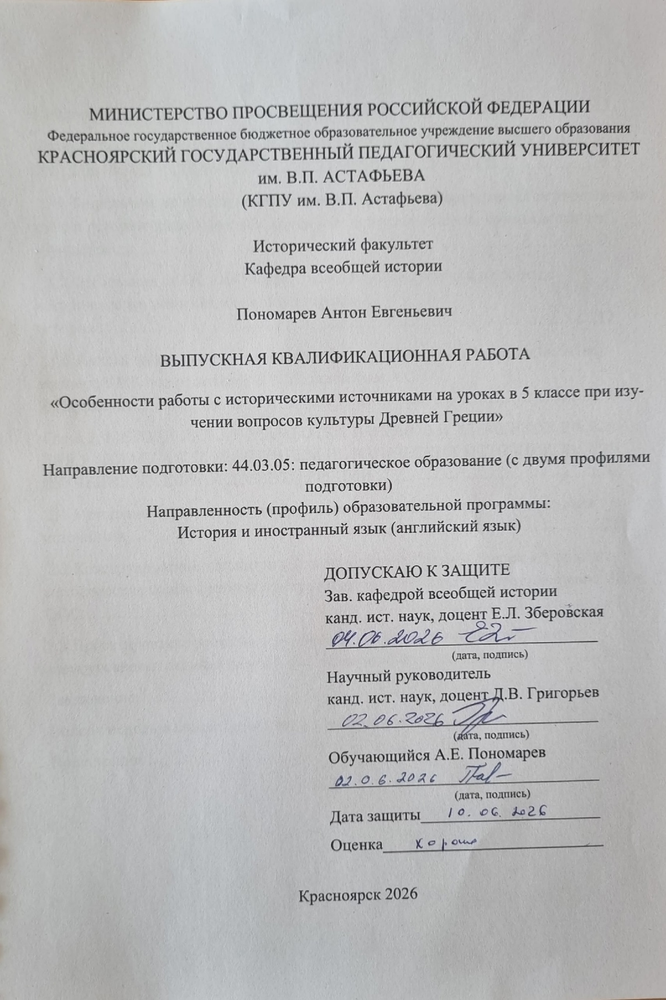 МИНИСТЕРСТВО ПРОСВЕЩЕНИЯ РОССИЙСКОЙ ФЕДЕРАЦИИ
Федеральное государственное бюджетное образовательное учреждение высшего образования
КРАСНОЯРСКИЙ ГОСУДАРСТВЕННЫЙ ПЕДАГОГИЧЕСКИЙ УНИВЕРСИТЕТ
им. В.П. АСТАФЬЕВА
(КГПУ им. В.П. Астафьева)
Исторический факультет
Кафедра всеобщей истории
Пономарев Антон Евгеньевич
ВЫПУСКНАЯ КВАЛИФИКАЦИОННАЯ РАБОТА
«Особенности работы с историческими источниками на уроках в 5 классе при изу-
чении вопросов культуры Древней Греции»
Направление подготовки: 44.03.05: педагогическое образование (с двумя профилями
подготовки)
Направленность (профиль) образовательной программы:
История и иностранный язык (английский язык)
ДОПУСКАЮ К ЗАЩИТЕ
Зав. кафедрой всеобщей истории
канд. ист. наук, доцент Е.Л. Зберовская
04.06.2026
(дата, подпись)
Научный руководитель
канд. ист. наук, доцент Д.В. Григорьев
02.06.2026
(дата, подпись)
Обучающийся А.Е. Пономарев
02.0.6.2026
(дата, подпись)
Дата защиты 10.06.2026
Оценка хорошо
Красноярск 2026